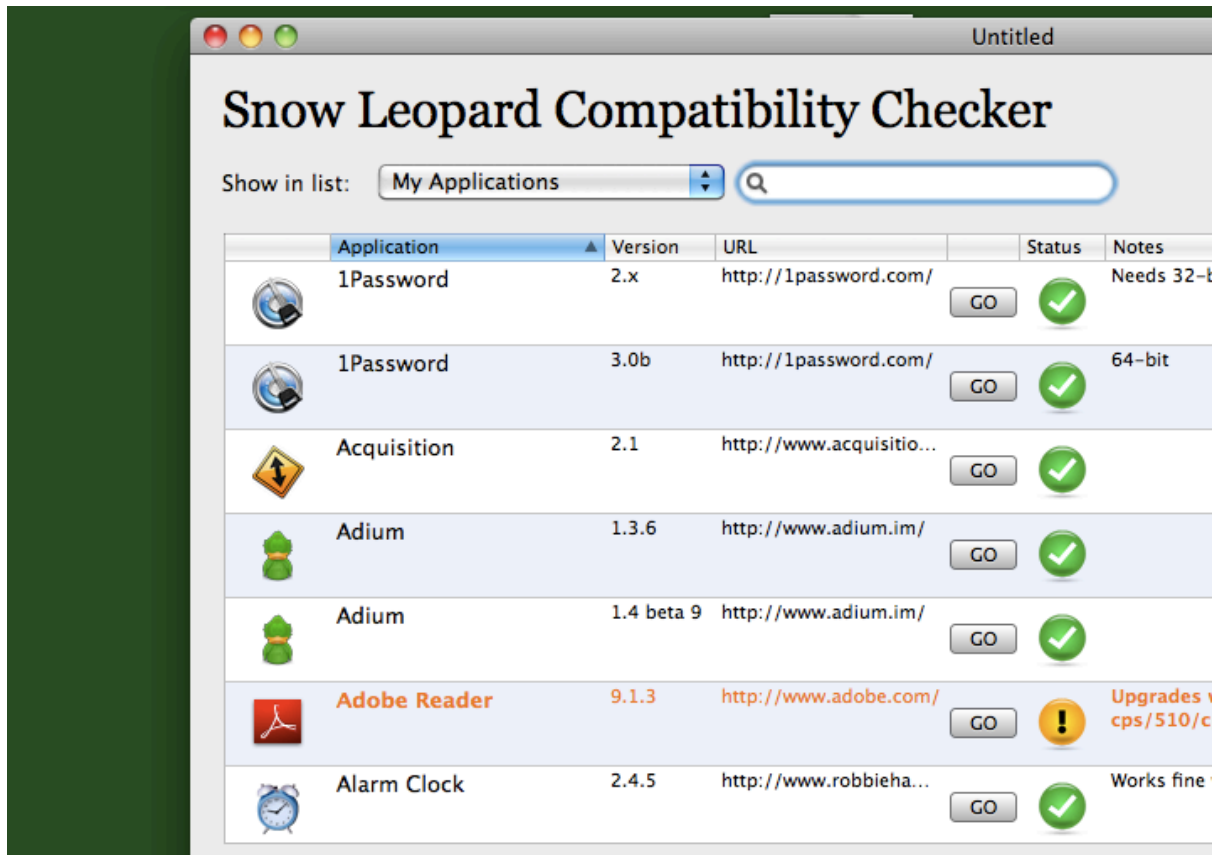 Untitled
Snow Leopard Compatibility Checker
Show in list: My Applications
Application Version URL Status Notes
1Password 2.x http://1password.com/ GO Needs 32-b
1Password 3.0b http://1password.com/ GO 64-bit
Acquisition 2.1 http://www.acquisitio... GO
Adium 1.3.6 http://www.adium.im/ GO
Adium 1.4 beta 9 http://www.adium.im/ GO
Adobe Reader 9.1.3 http://www.adobe.com/ GO ! Upgrades
cps/510/c
Alarm Clock 2.4.5 http://www.robbieha... GO Works fine